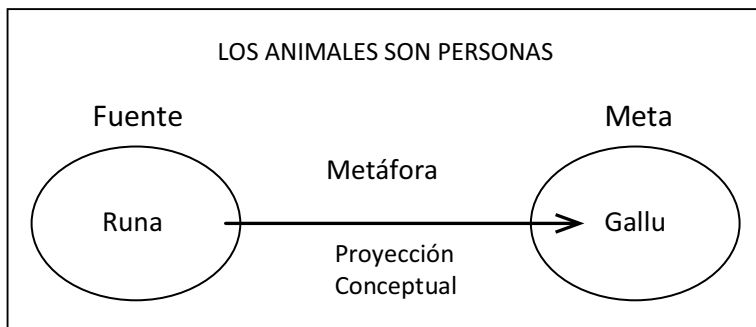 LOS ANIMALES SON PERSONAS
Fuente
Meta
Metáfora
Runa
Gallu
Proyección
Conceptual